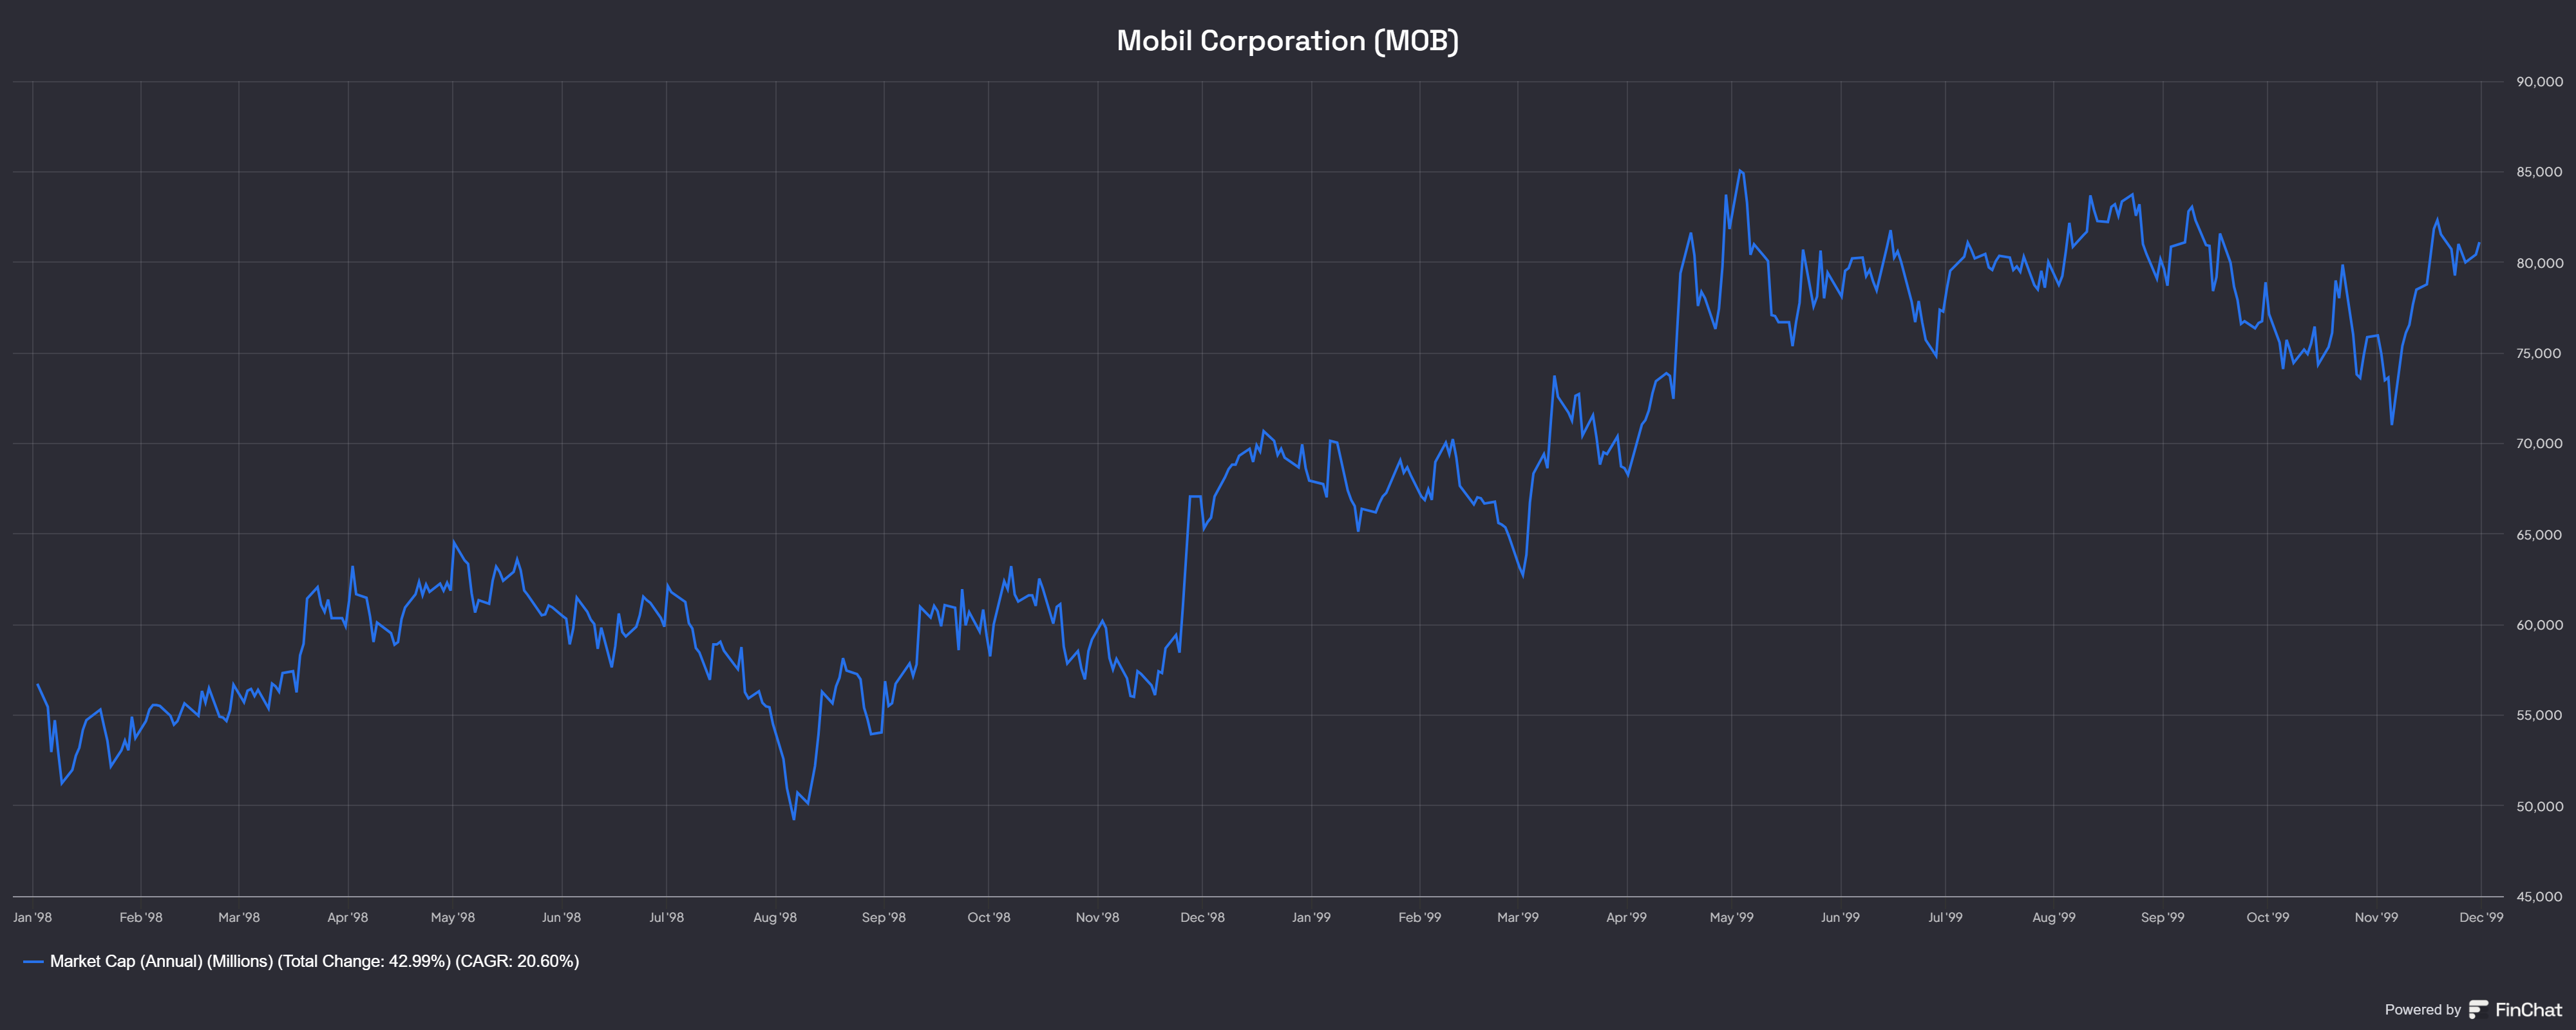 Mobil Corporation (MOB)
90,000
85,000
80,000
75,000
70,000
65,000
60,000
55,000
50,000
45,000
Jan '98 Feb '98 Mar '98 Apr '98 May '98 Jun '98 Jul '98 Aug '98 Sep '98 Oct '98 Nov '98 Dec '98 Jan '99 Feb '99 Mar '99 Apr '99 May '99 Jun '99 Jul '99 Aug '99 Sep '99 Oct '99 Nov '99 Dec '99
Market Cap (Annual) (Millions) (Total Change: 42.99%) (CAGR: 20.60%)
Powered by FinChat